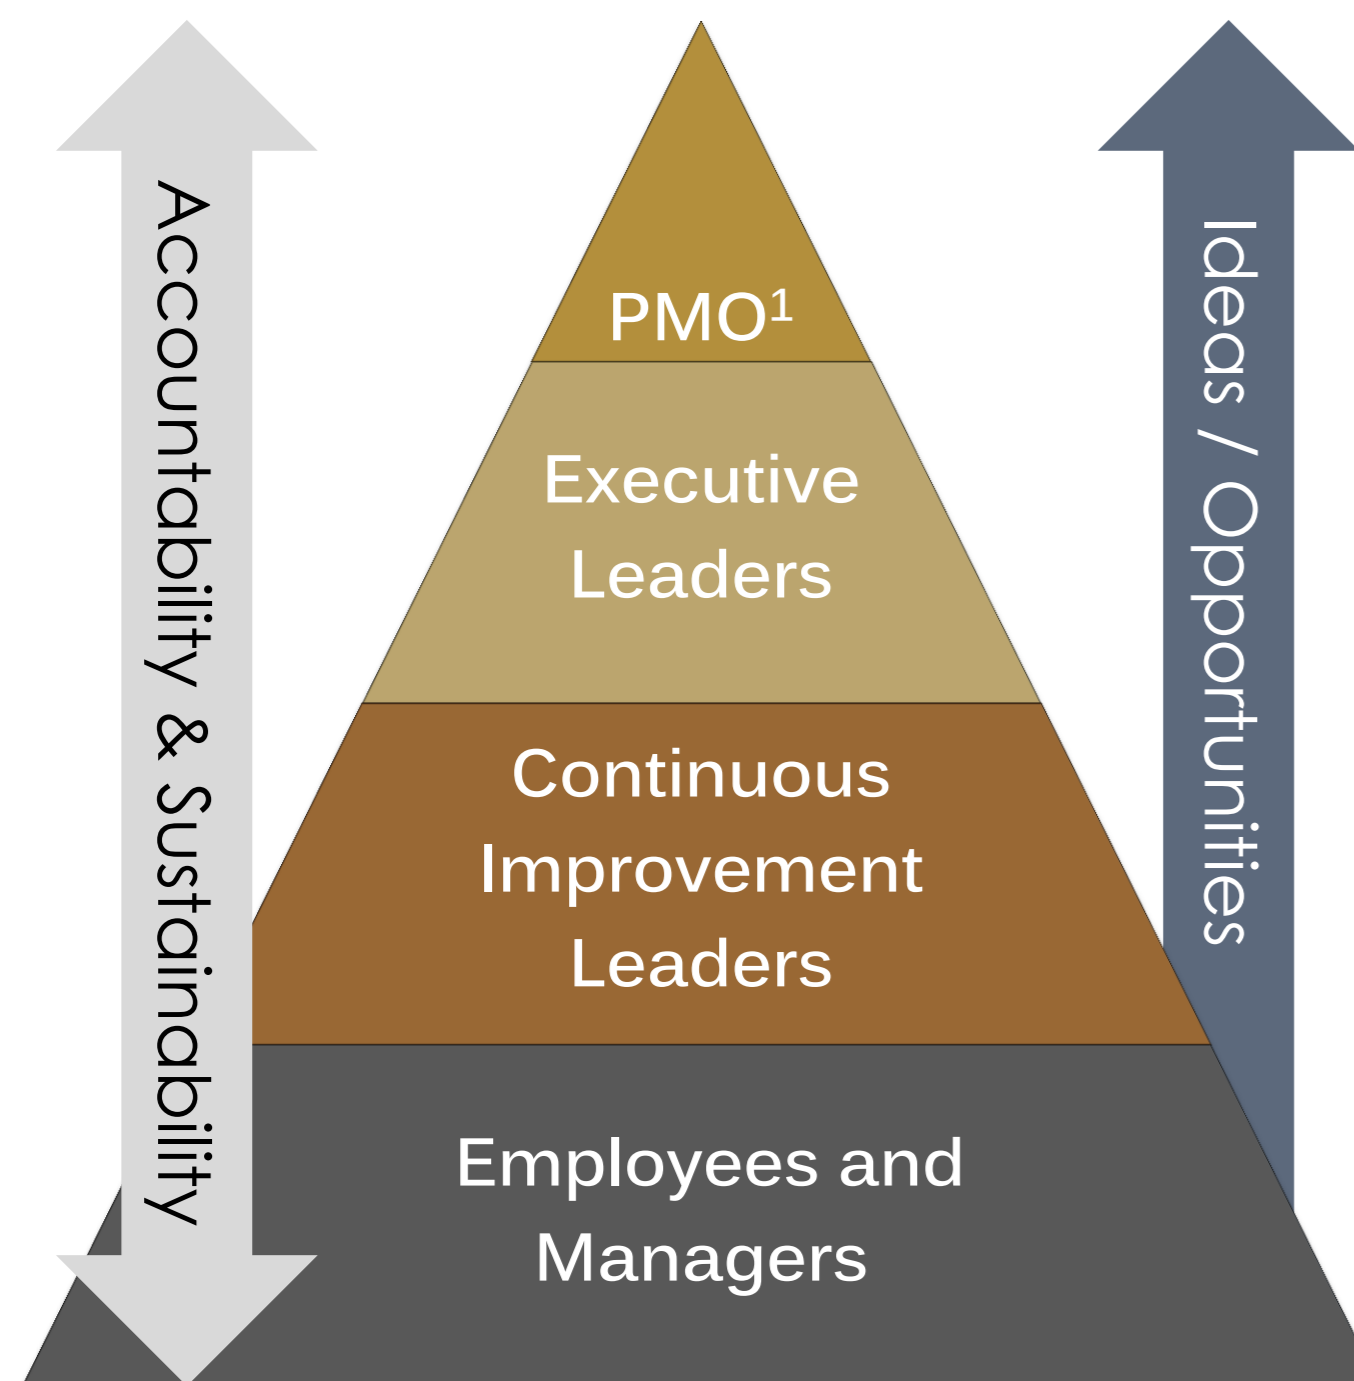 Accountability & Sustainability
PMO¹
Executive
Leaders
Continuous
Improvement
Leaders
Employees and
Managers
Ideas / Opportunities